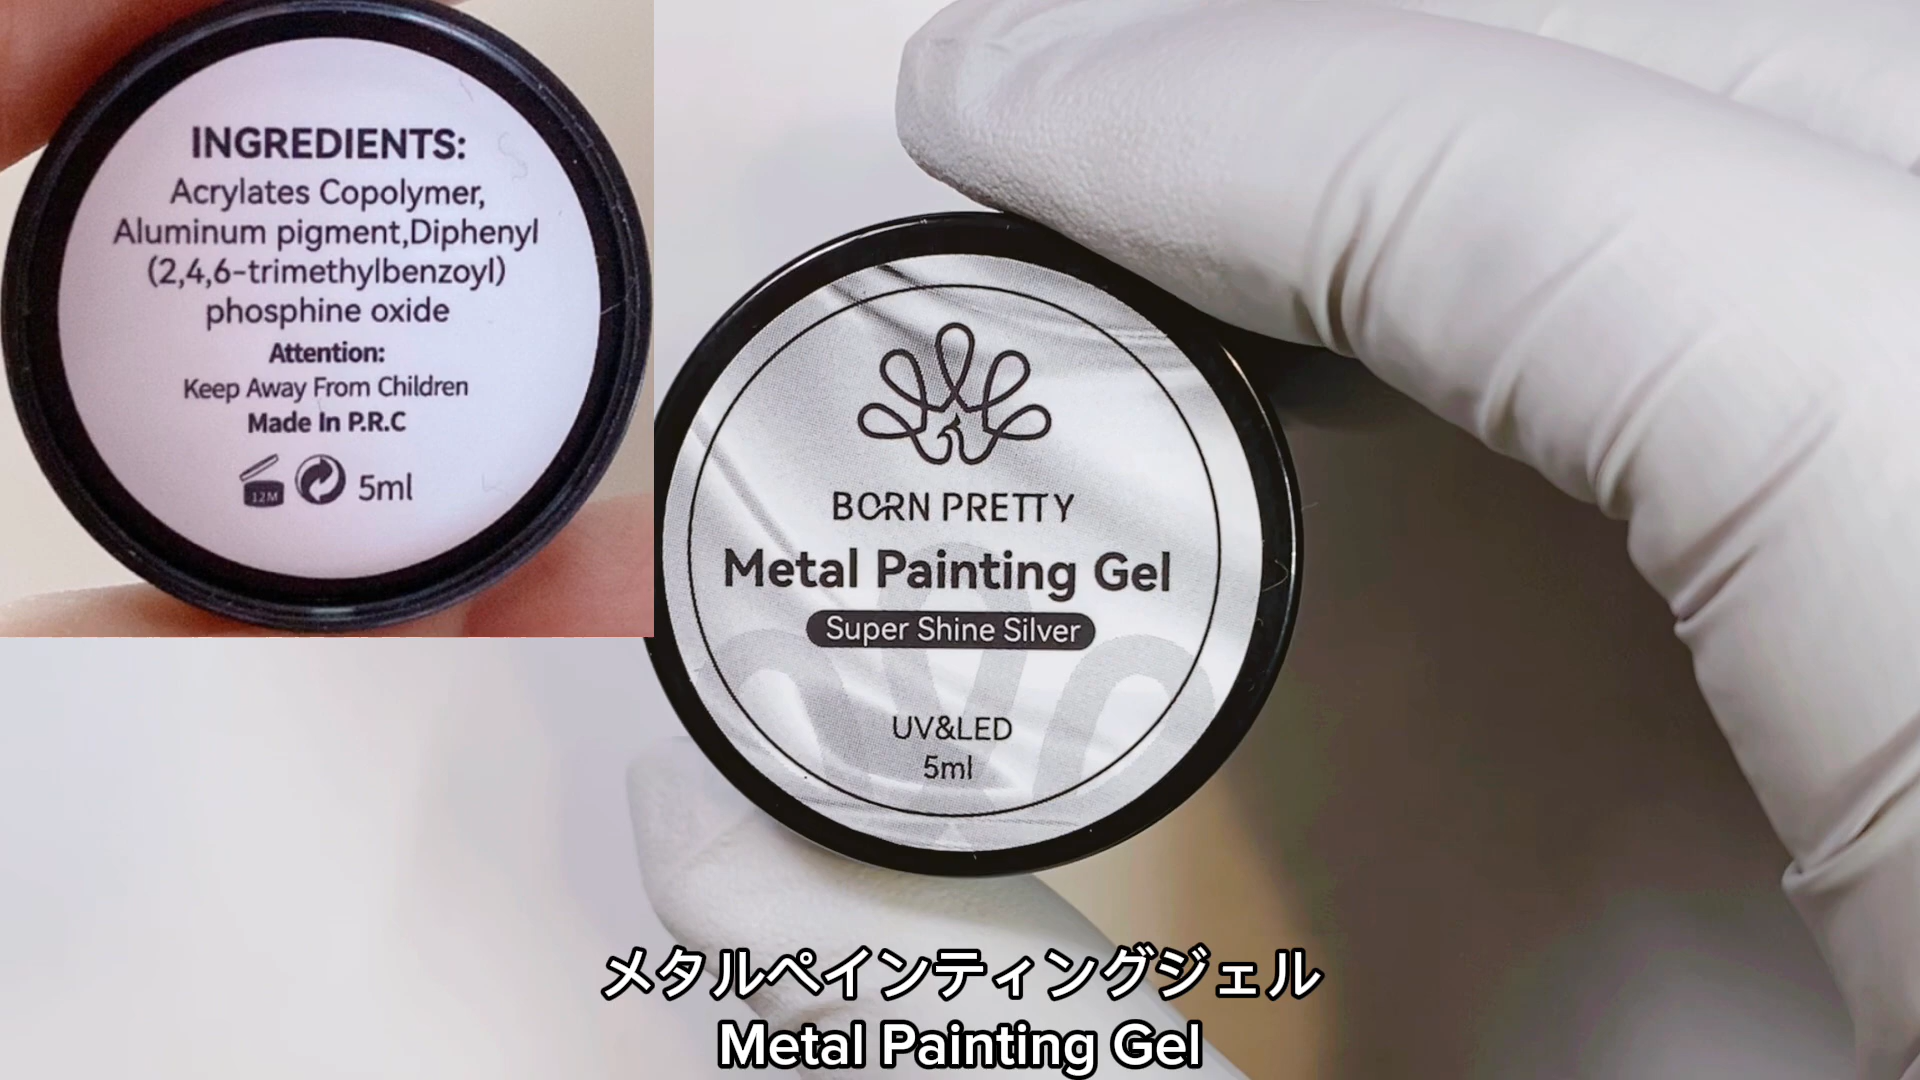 INGREDIENTS:
Acrylates Copolymer,
Aluminum pigment,Diphenyl
(2,4,6-trimethylbenzoyl)
phosphine oxide
Attention:
Keep Away From Children
Made In P.R.C
12M
5ml
BORN PRETTY
Metal Painting Gel
Super Shine Silver
UV&LED
5ml
メタルペインティングジェル
Metal Painting Gel